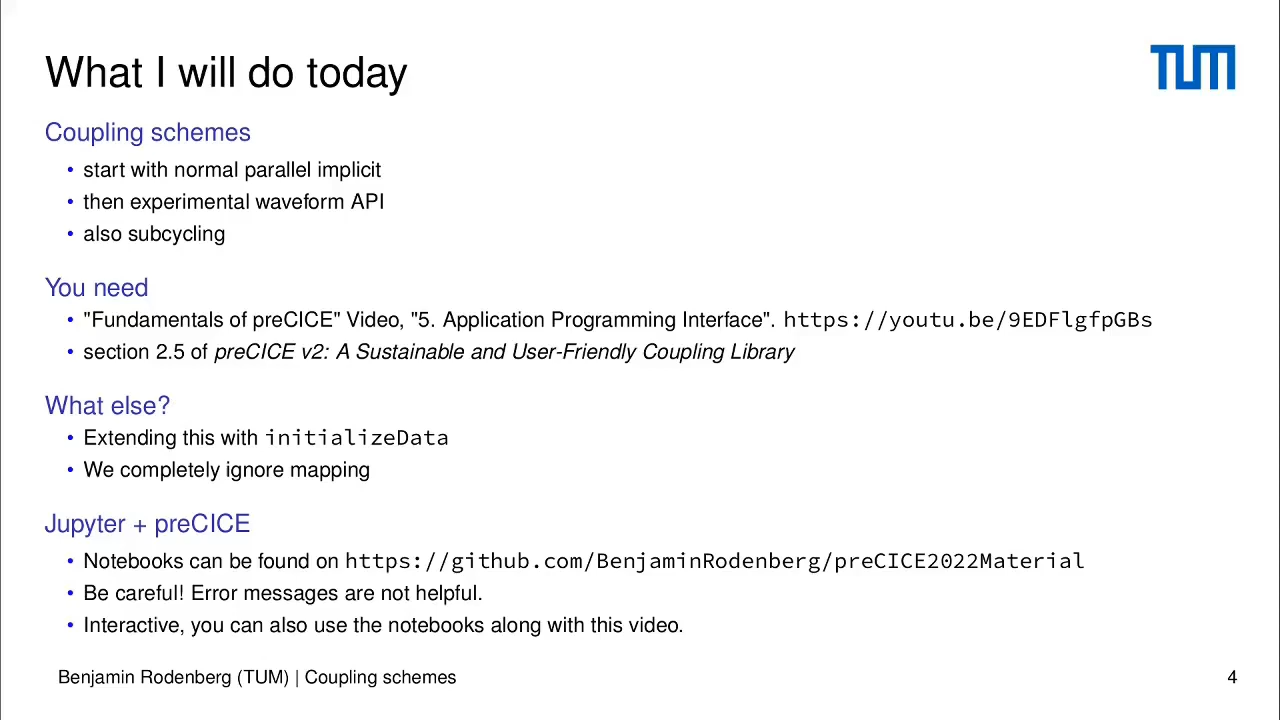 What I will do today
TUM
Coupling schemes
• start with normal parallel implicit
• then experimental waveform API
• also subcycling
You need
• "Fundamentals of preCICE" Video, "5. Application Programming Interface". https://youtu.be/9EDFlgfpGBs
• section 2.5 of preCICE v2: A Sustainable and User-Friendly Coupling Library
What else?
• Extending this with initializeData
• We completely ignore mapping
Jupyter + preCICE
• Notebooks can be found on https://github.com/BenjaminRodenberg/preCICE2022Material
• Be careful! Error messages are not helpful.
• Interactive, you can also use the notebooks along with this video.
Benjamin Rodenberg (TUM) | Coupling schemes
4